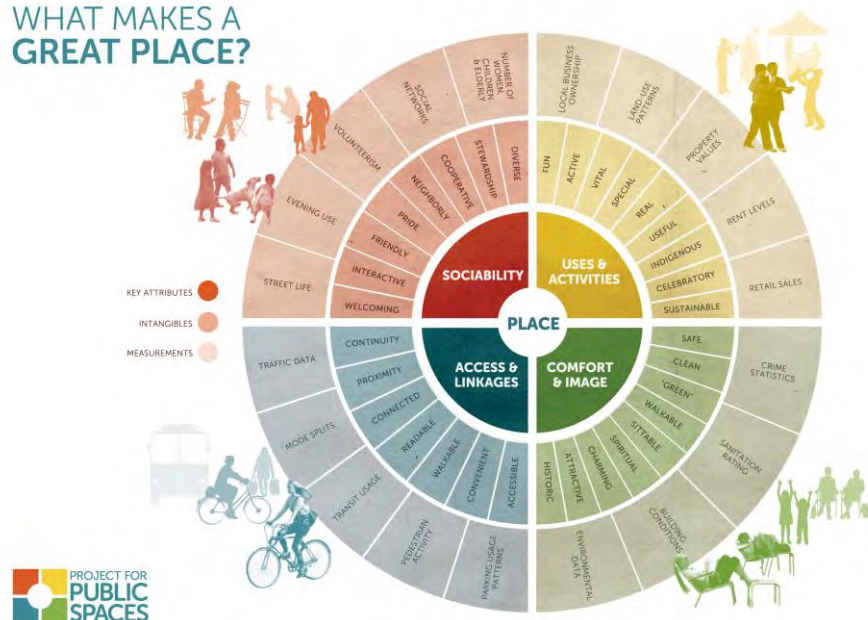 WHAT MAKES A
GREAT PLACE?
NUMBER OF
WOMEN,
CHILDREN
& ELDERLY
SOCIAL
NETWORKS
VOLUNTEERISM
EVENING USE
STREET LIFE
LOCAL BUSINESS
OWNERSHIP
LAND-USE
PATTERNS
PROPERTY
VALUES
RENT LEVELS
RETAIL SALES
DIVERSE
STEWARDSHIP
COOPERATIVE
NEIGHBORLY
PRIDE
FRIENDLY
INTERACTIVE
WELCOMING
FUN
ACTIVE
VITAL
SPECIAL
REAL
USEFUL
INDIGENOUS
CELEBRATORY
SUSTAINABLE
SOCIABILITY
USES &
ACTIVITIES
PLACE
ACCESS &
LINKAGES
COMFORT
& IMAGE
KEY ATTRIBUTES
INTANGIBLES
MEASUREMENTS
CONTINUITY
PROXIMITY
CONNECTED
READABLE
WALKABLE
CONVENIENT
ACCESSIBLE
SAFE
CLEAN
"GREEN"
WALKABLE
SITTABLE
SPIRITUAL
CHARMING
ATTRACTIVE
HISTORIC
TRAFFIC DATA
MODE SPLITS
TRANSIT USAGE
PEDESTRIAN
ACTIVITY
PARKING USAGE
PATTERNS
CRIME
STATISTICS
SANITATION
RATING
BUILDING
CONDITIONS
ENVIRONMENTAL
DATA
PROJECT FOR
PUBLIC
SPACES